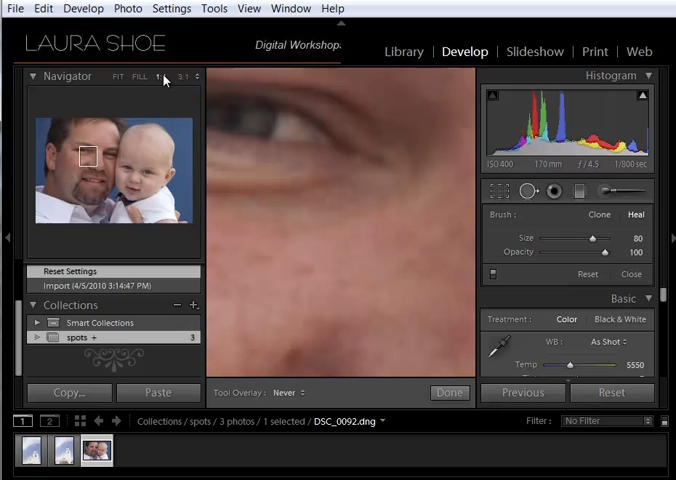 File Edit Develop Photo Settings Tools View Window Help
LAURA SHOE
Digital Workshops
Library Develop Slideshow Print Web
Navigator FIT FILL 1:1 3:1
Histogram
ISO 400 170 mm ƒ / 4.5 1/800 sec
Brush : Clone Heal
Size 80
Opacity 100
Reset Close
Reset Settings
Import (4/5/2010 3:14:47 PM)
Collections
Smart Collections
spots + 3
Basic
Treatment : Color Black & White
WB : As Shot
Temp 5550
Copy... Paste
Tool Overlay : Never
Done
Previous Reset
1 2 Collections / spots / 3 photos / 1 selected / DSC_0092.dng
Filter : No Filter